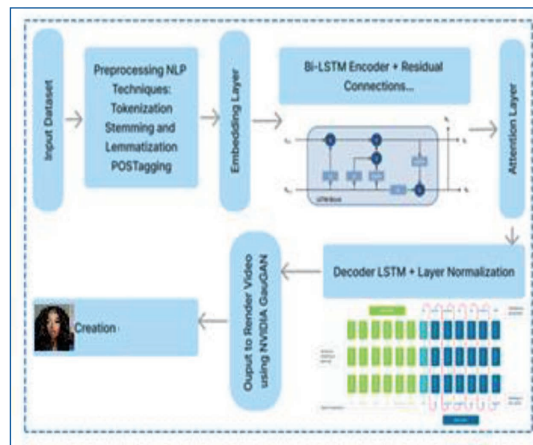 Input Dataset
Preprocessing NLP
Techniques:
Tokenization
Stemming and
Lemmatization
POSTagging
Embedding Layer
Bi-LSTM Encoder + Residual
Connections...
Attention Layer
Decoder LSTM + Layer Normalization
Ouput to Render Video
using NVIDIA GauGAN
Creation